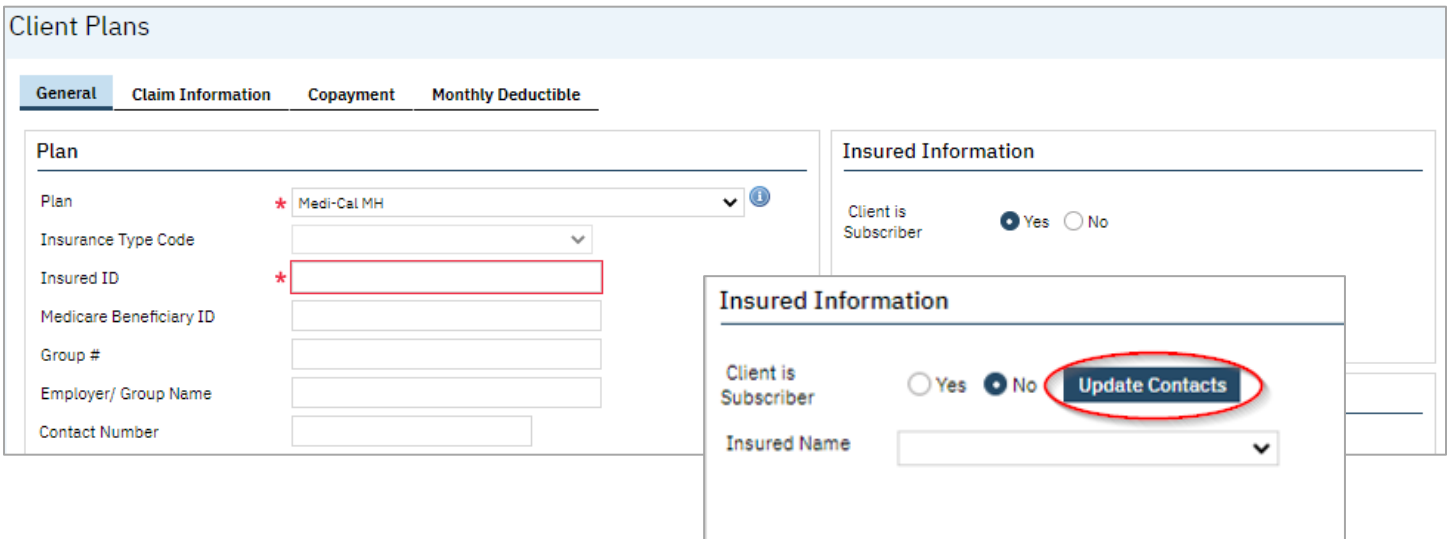 Client Plans
General Claim Information Copayment Monthly Deductible
Plan
Plan * Medi-Cal MH
Insurance Type Code
Insured ID *
Medicare Beneficiary ID
Group #
Employer/ Group Name
Contact Number
Insured Information
Client is
Subscriber
Yes No
Insured Information
Client is
Subscriber
Yes No Update Contacts
Insured Name